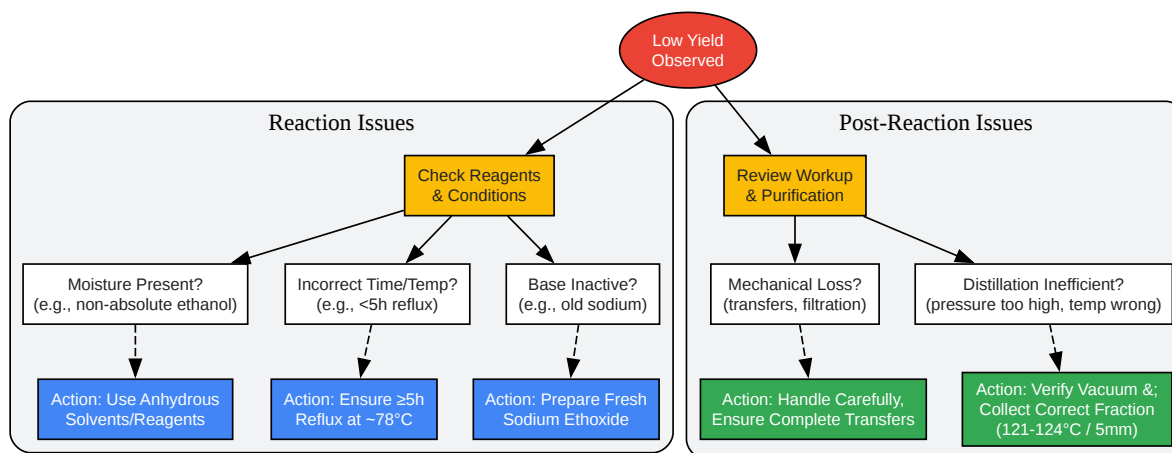 Low Yield
Observed
Reaction Issues
Post-Reaction Issues
Check Reagents
& Conditions
Review Workup
& Purification
Moisture Present?
(e.g., non-absolute ethanol)
Incorrect Time/Temp?
(e.g., <5h reflux)
Base Inactive?
(e.g., old sodium)
Mechanical Loss?
(transfers, filtration)
Distillation Inefficient?
(pressure too high, temp wrong)
Action: Use Anhydrous
Solvents/Reagents
Action: Ensure ≥5h
Reflux at ~78°C
Action: Prepare Fresh
Sodium Ethoxide
Action: Handle Carefully,
Ensure Complete Transfers
Action: Verify Vacuum &;
Collect Correct Fraction
(121-124°C / 5mm)